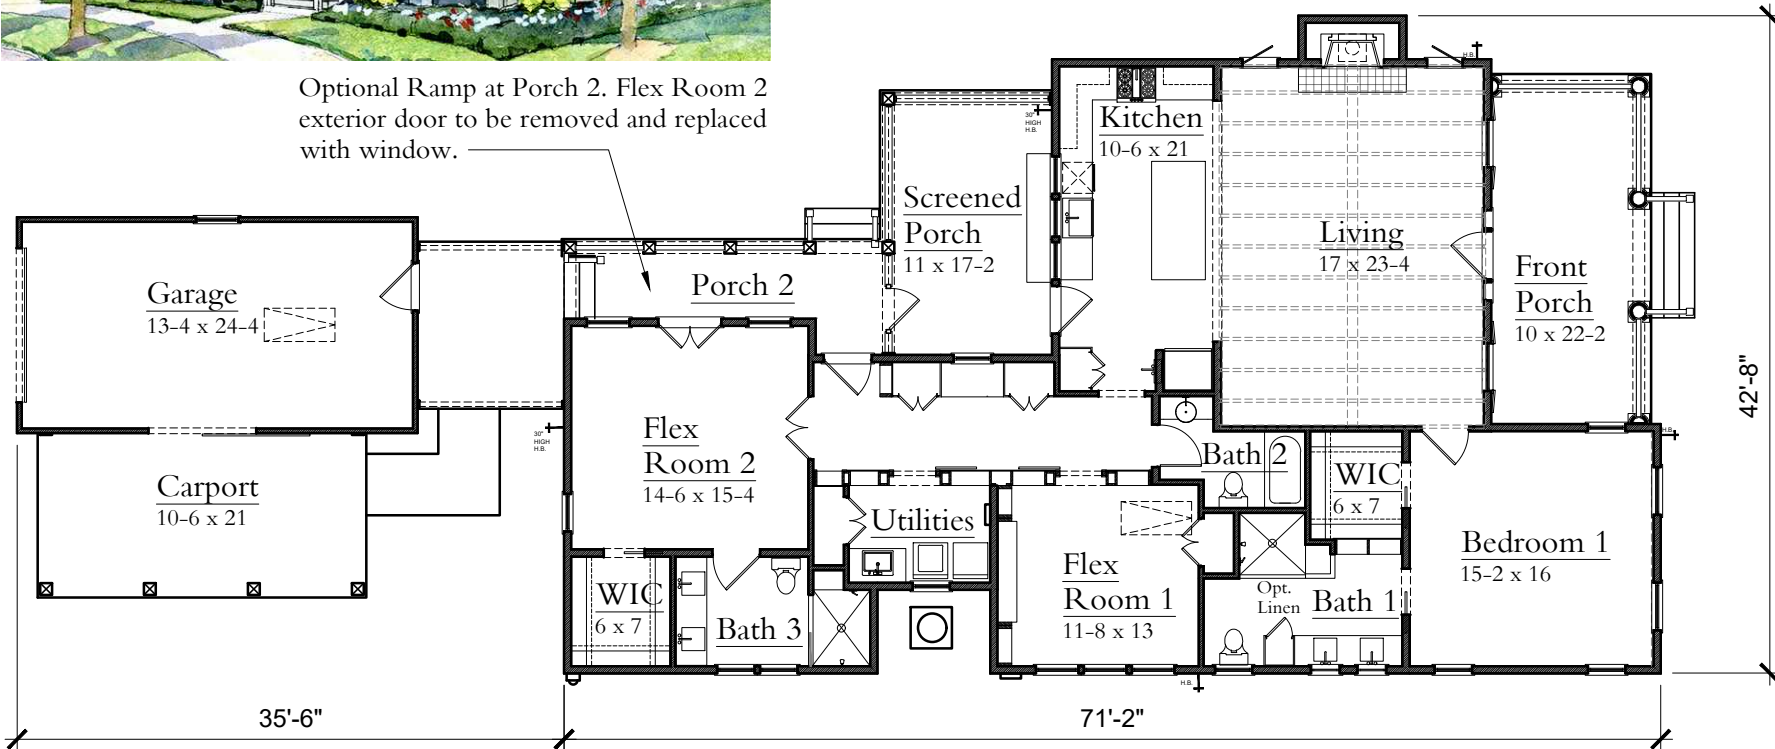 Optional Ramp at Porch 2. Flex Room 2
exterior door to be removed and replaced
with window.
H.B.
30"
HIGH
H.B.
Kitchen
10-6 x 21
Screened
Porch
11 x 17-2
Living
17 x 23-4
Front
Porch
10 x 22-2
Garage
13-4 x 24-4
Porch 2
42'-8"
30"
HIGH
H.B.
Flex
Room 2
14-6 x 15-4
H.B.
Bath 2
WIC
6 x 7
Carport
10-6 x 21
Utilities
Bedroom 1
15-2 x 16
Flex
Room 1
11-8 x 13
Opt.
Linen
Bath 1
WIC
6 x 7
Bath 3
H.B.
35'-6"
71'-2"